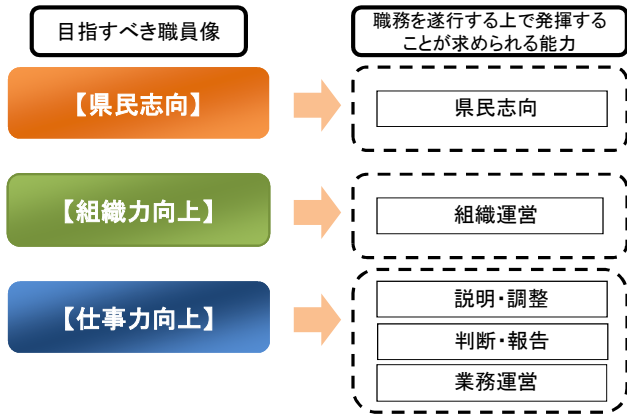 目指すべき職員像
職務を遂行する上で発揮する
ことが求められる能力
【県民志向】
県民志向
【組織力向上】
組織運営
【仕事力向上】
説明・調整
判断・報告
業務運営